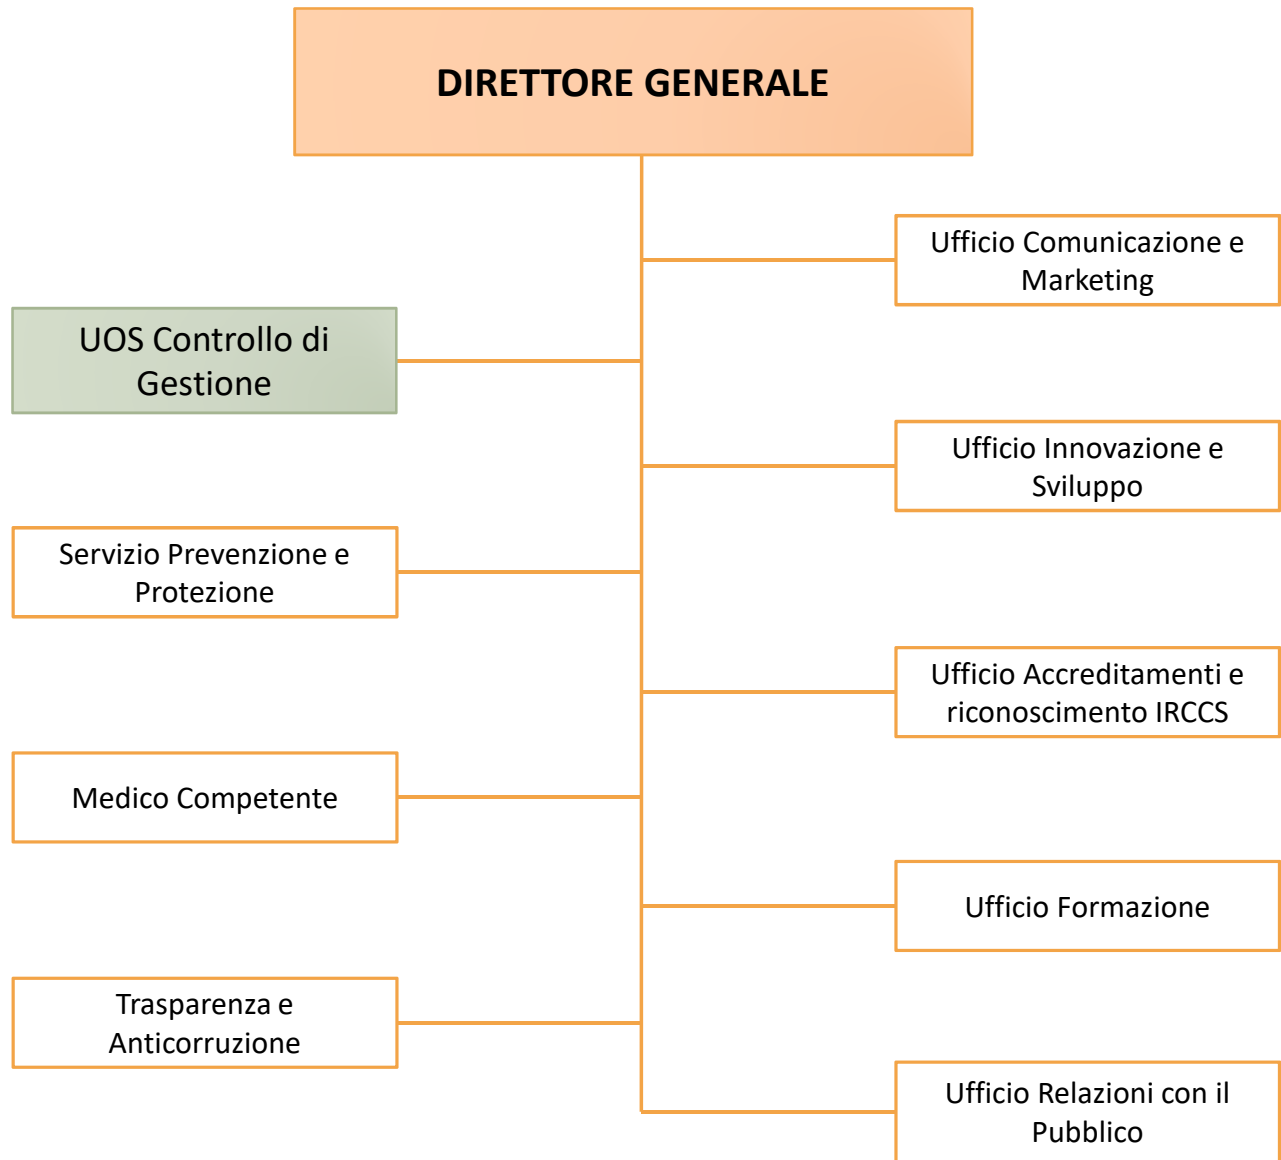 DIRETTORE GENERALE
Ufficio Comunicazione e
Marketing
UOS Controllo di
Gestione
Ufficio Innovazione e
Sviluppo
Servizio Prevenzione e
Protezione
Ufficio Accreditamenti e
riconoscimento IRCCS
Medico Competente
Ufficio Formazione
Trasparenza e
Anticorruzione
Ufficio Relazioni con il
Pubblico